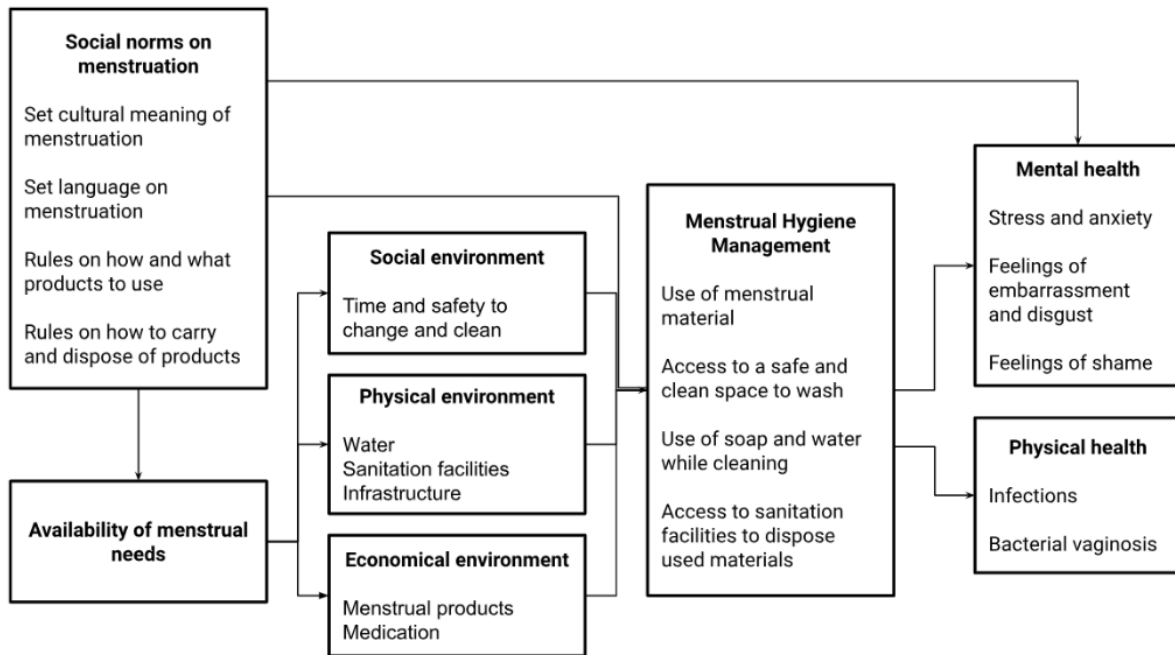 Social norms on
menstruation
Set cultural meaning of
menstruation
Set language on
menstruation
Rules on how and what
products to use
Rules on how to carry
and dispose of products
Availability of menstrual
needs
Social environment
Time and safety to
change and clean
Physical environment
Water
Sanitation facilities
Infrastructure
Economical environment
Menstrual products
Medication
Menstrual Hygiene
Management
Use of menstrual
material
Access to a safe and
clean space to wash
Use of soap and water
while cleaning
Access to sanitation
facilities to dispose
used materials
Mental health
Stress and anxiety
Feelings of
embarrassment
and disgust
Feelings of shame
Physical health
Infections
Bacterial vaginosis